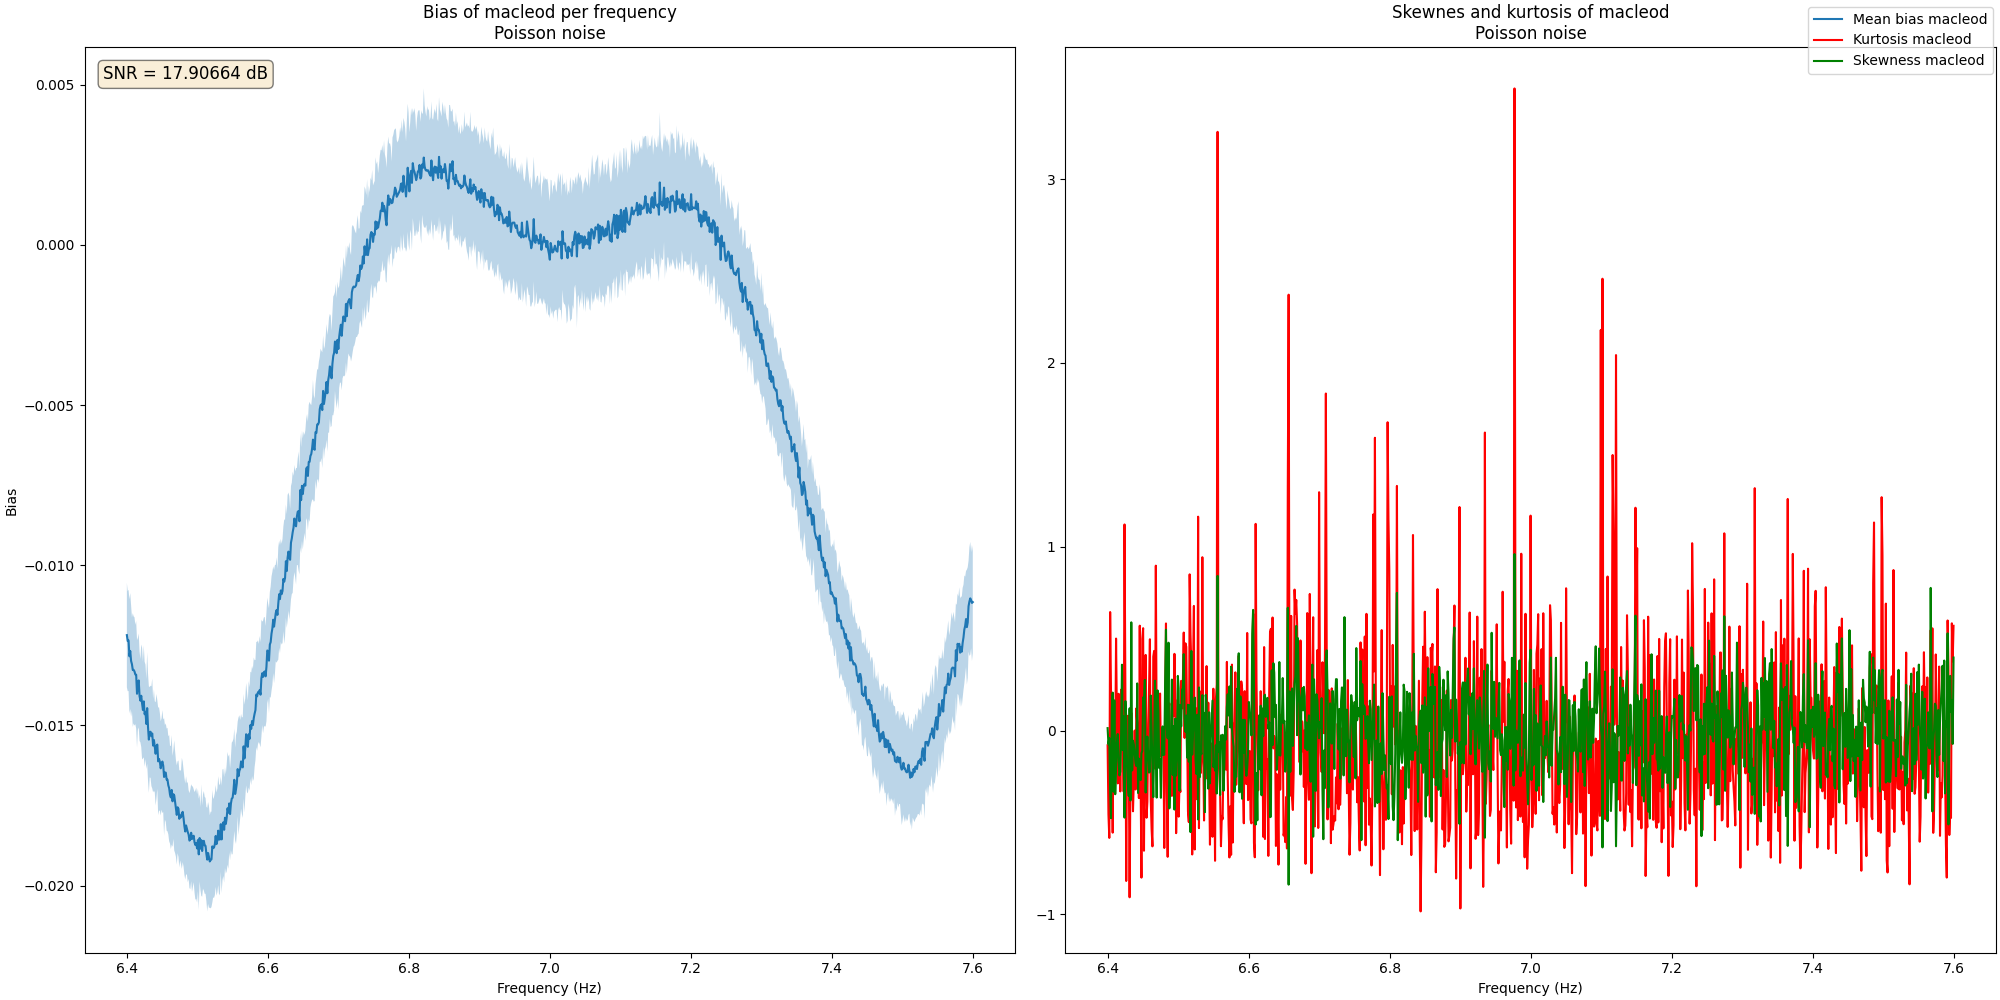 Bias of macleod per frequency
Poisson noise
SNR = 17.90664 dB
0.005
0.000
−0.005
−0.010
−0.015
−0.020
Bias
6.4 6.6 6.8 7.0 7.2 7.4 7.6
Frequency (Hz)
Skewnes and kurtosis of macleod
Poisson noise
Mean bias macleod
Kurtosis macleod
Skewness macleod
3
2
1
0
−1
6.4 6.6 6.8 7.0 7.2 7.4 7.6
Frequency (Hz)